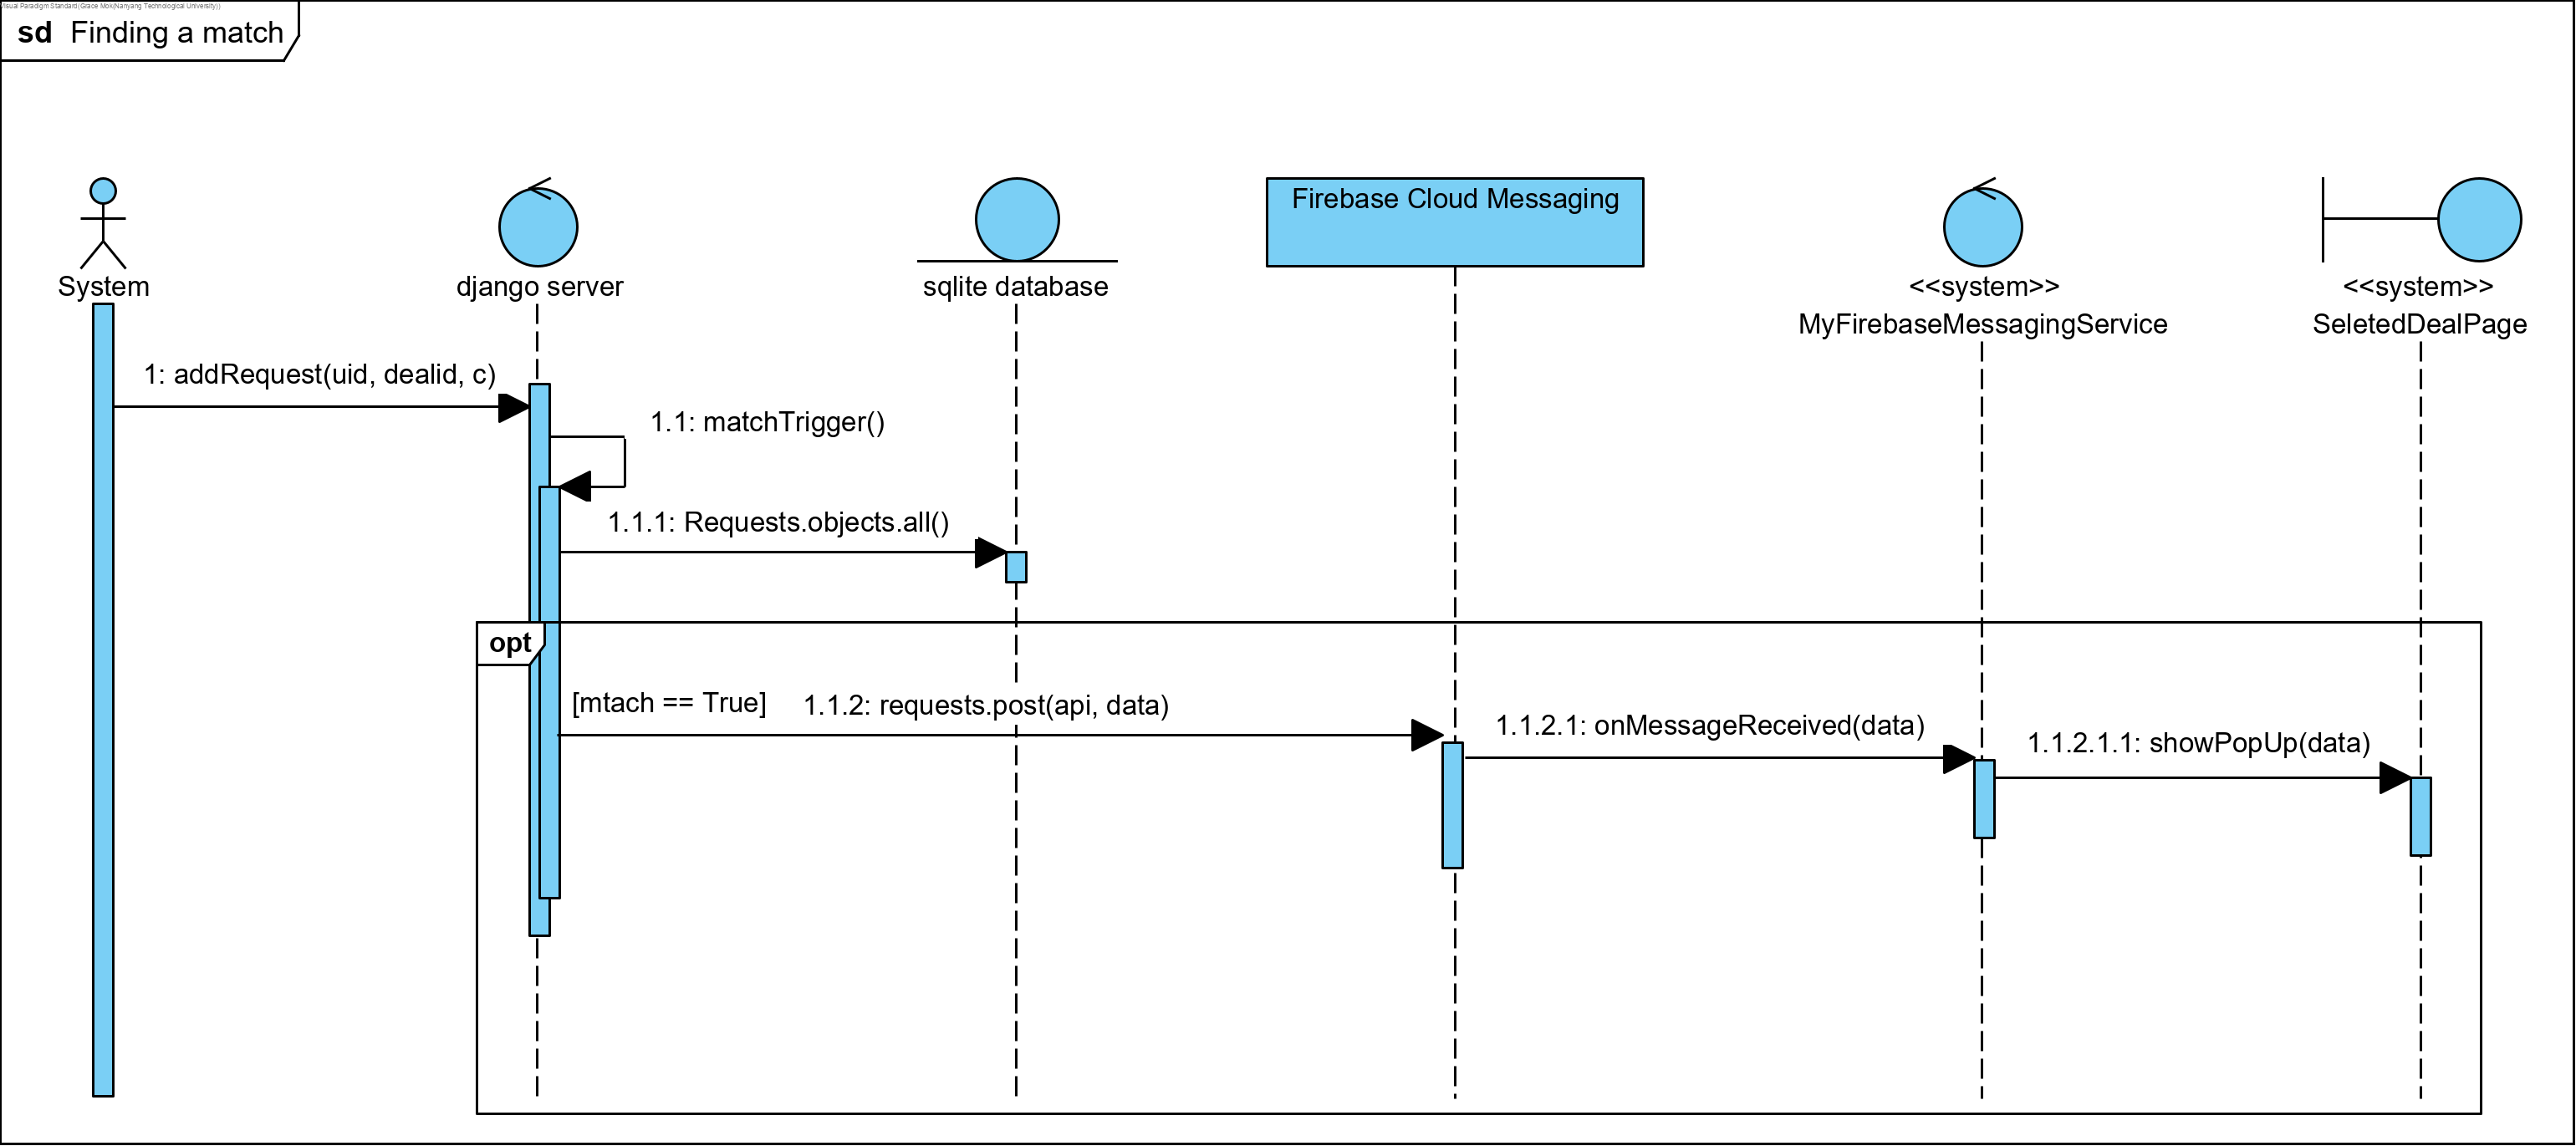 Visual Paradigm Standard(Grace Mok(Nanyang Technological University))
sd Finding a match
System
django server
sqlite database
Firebase Cloud Messaging
<<system>>
MyFirebaseMessagingService
<<system>>
SeletedDealPage
1: addRequest(uid, dealid, c)
1.1: matchTrigger()
1.1.1: Requests.objects.all()
opt
[mtach == True]
1.1.2: requests.post(api, data)
1.1.2.1: onMessageReceived(data)
1.1.2.1.1: showPopUp(data)